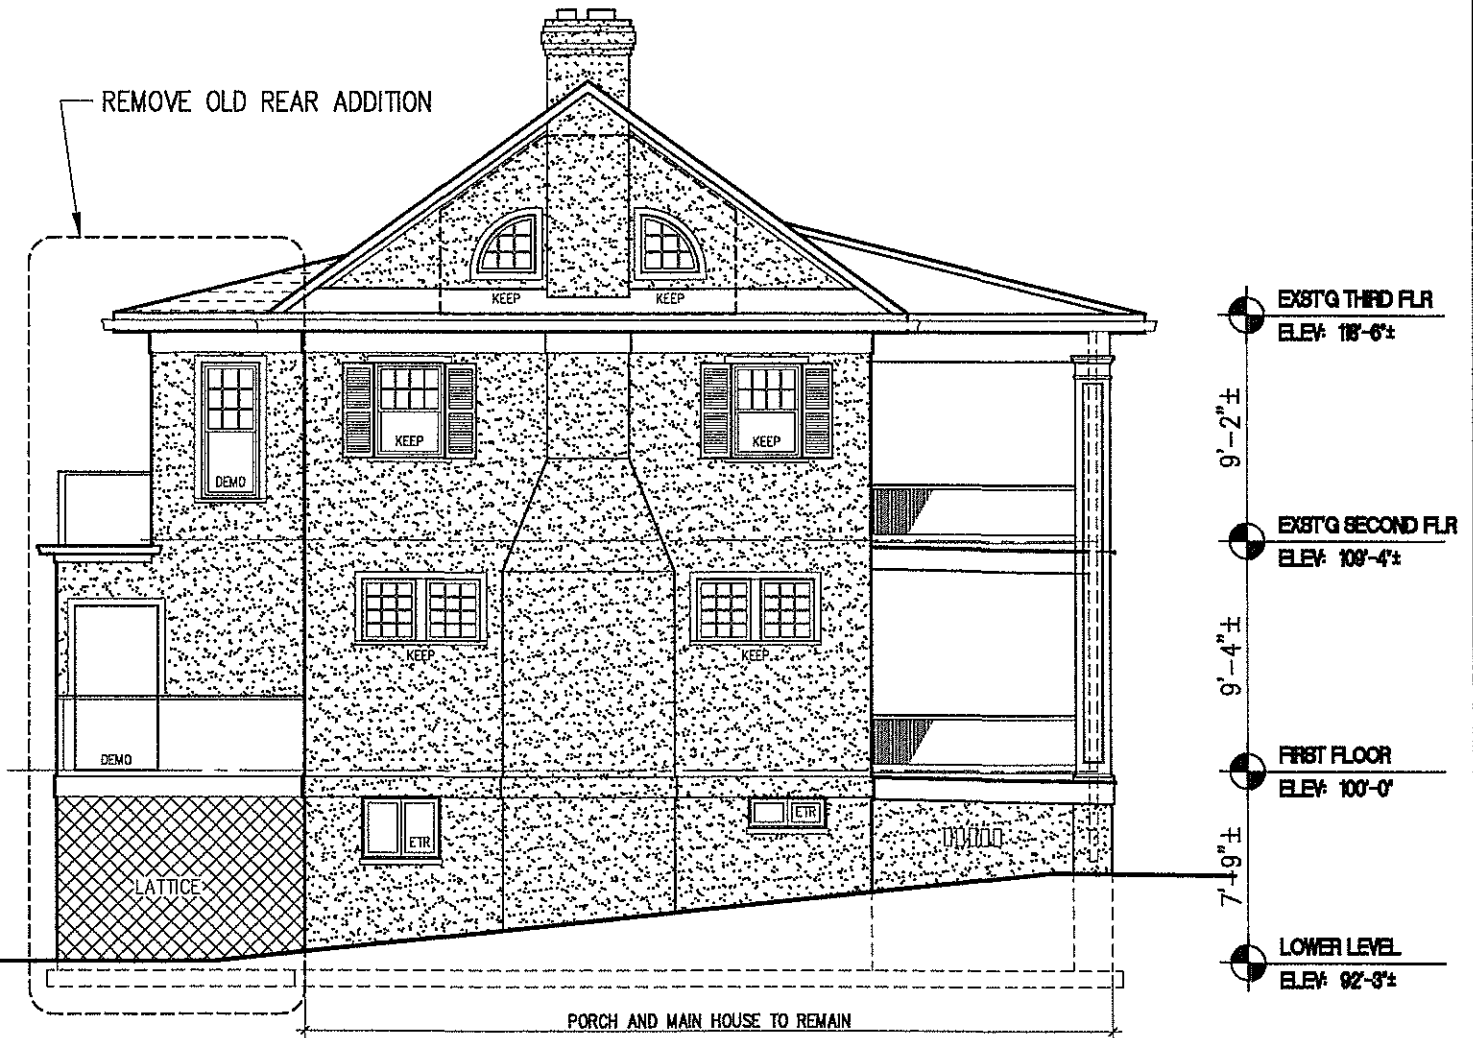 REMOVE OLD REAR ADDITION
KEEP
KEEP
EXST'G THIRD FLR
ELEV: 118'-6"±
KEEP
KEEP
DEMO
9'-2"±
EXST'G SECOND FLR
ELEV: 109'-4"±
KEEP
KEEP
9'-4"±
DEMO
FIRST FLOOR
ELEV: 100'-0"
ETR
ETR
LATTICE
7'-9"±
LOWER LEVEL
ELEV: 92'-3"±
PORCH AND MAIN HOUSE TO REMAIN